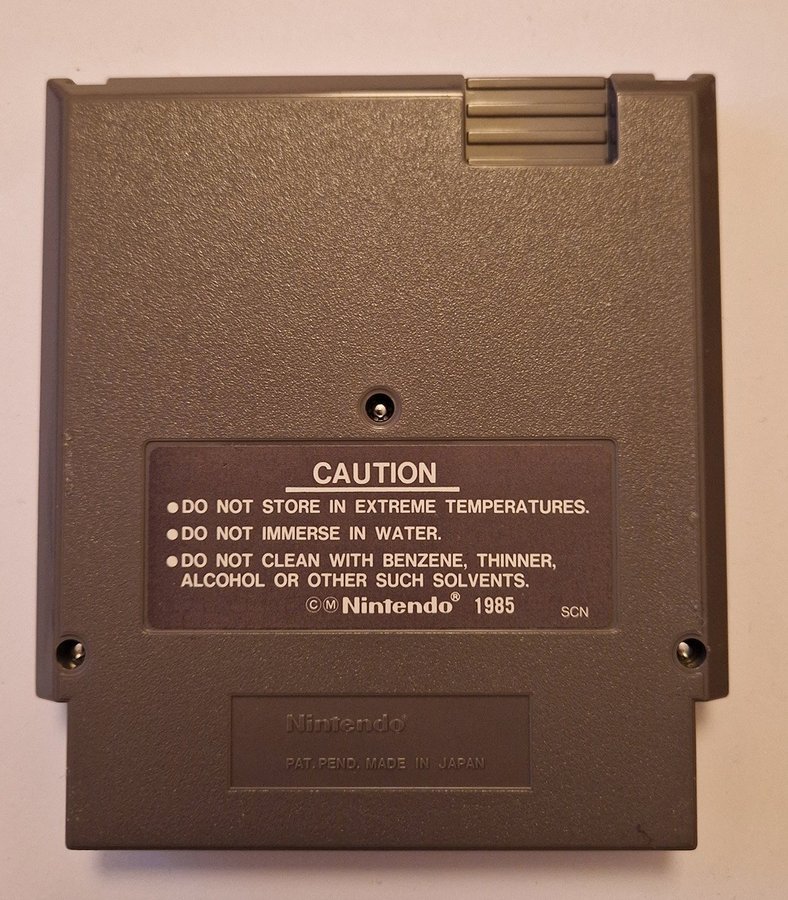 CAUTION
●DO NOT STORE IN EXTREME TEMPERATURES.
●DO NOT IMMERSE IN WATER.
●DO NOT CLEAN WITH BENZENE, THINNER,
ALCOHOL OR OTHER SUCH SOLVENTS.
ⒸⓂNintendo® 1985 SCN
Nintendo®
PAT.PEND. MADE IN JAPAN